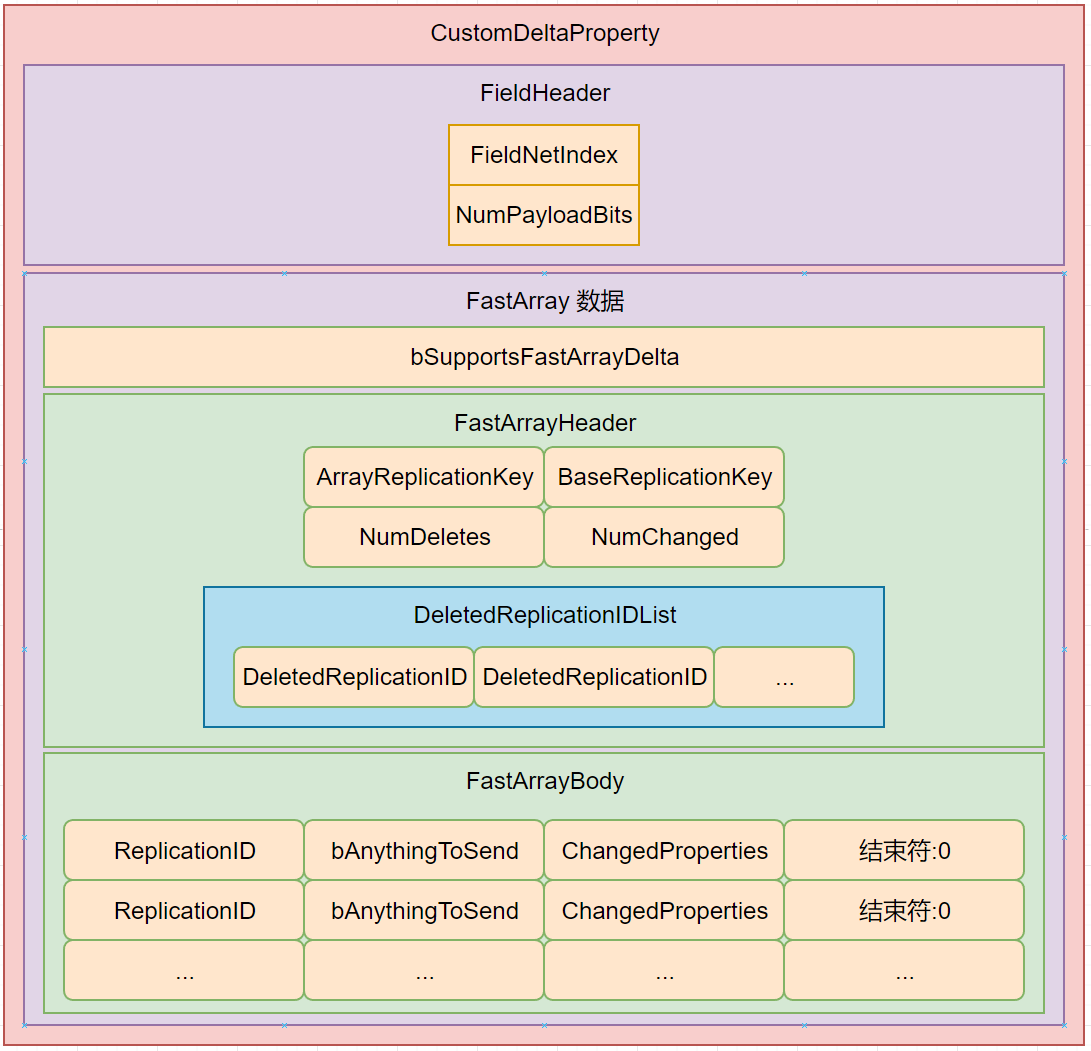 CustomDeltaProperty
FieldHeader
FieldNetIndex
NumPayloadBits
FastArray 数据
bSupportsFastArrayDelta
FastArrayHeader
ArrayReplicationKey BaseReplicationKey
NumDeletes NumChanged
DeletedReplicationIDList
DeletedReplicationID DeletedReplicationID ...
FastArrayBody
ReplicationID bAnythingToSend ChangedProperties 结束符:0
ReplicationID bAnythingToSend ChangedProperties 结束符:0
... ... ... ...